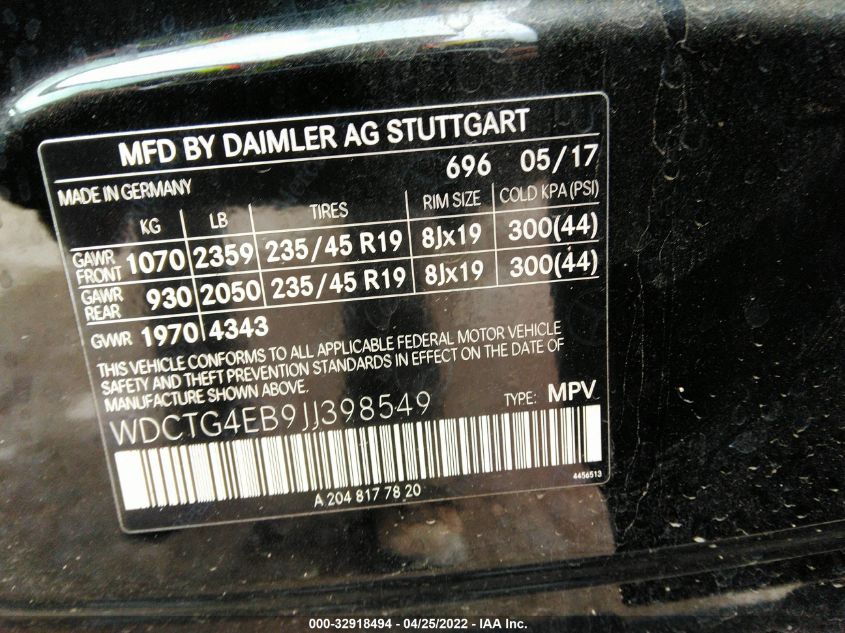 MFD BY DAIMLER AG STUTTGART
696 05/17
MADE IN GERMANY
KG LB TIRES RIM SIZE COLD KPA (PSI)
GAWR FRONT 1070 2359 235/45 R19 8Jx19 300(44)
GAWR REAR 930 2050 235/45 R19 8Jx19 300(44)
GVWR 1970 4343
THIS VEHICLE CONFORMS TO ALL APPLICABLE FEDERAL MOTOR VEHICLE
SAFETY AND THEFT PREVENTION STANDARDS IN EFFECT ON THE DATE OF
MANUFACTURE SHOWN ABOVE.
WDCTG4EB9JJ398549 TYPE: MPV
4456513
A 204 817 78 20
000-32918494 - 04/25/2022 - IAA Inc.